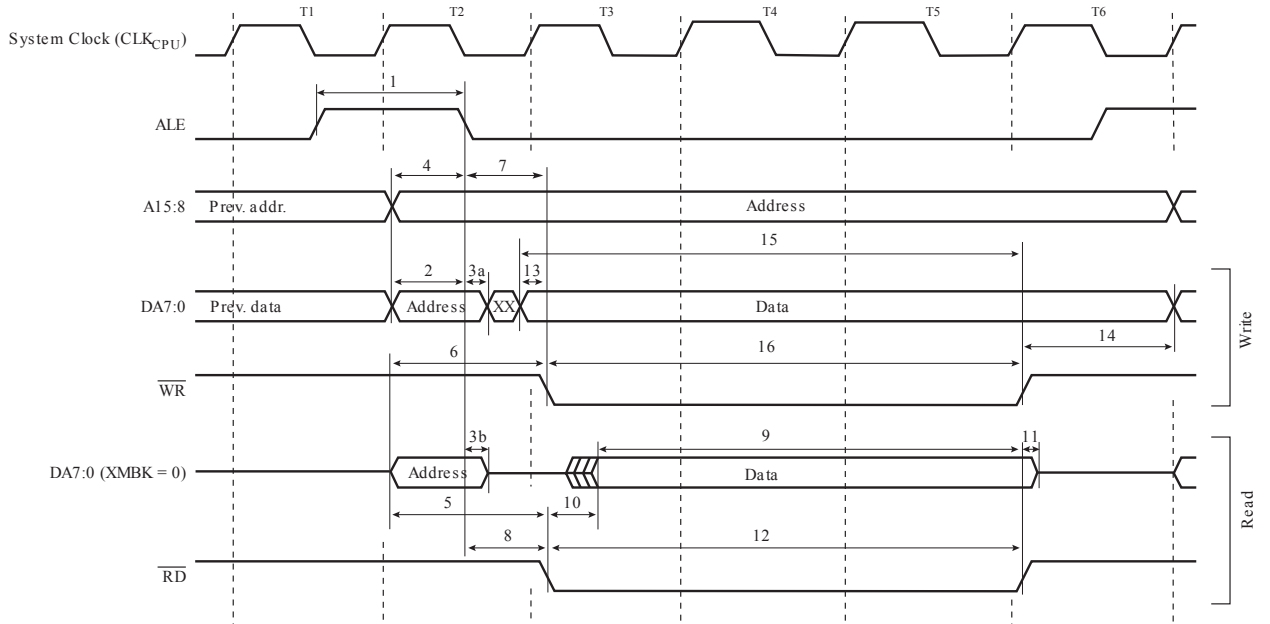 T1 T2 T3 T4 T5 T6
System Clock (CLKCPU)
1
ALE
4 7
A15:8 Prev. addr. Address
15
2 3a 13
DA7:0 Prev. data Address XX Data
14
6 16
WR
Write
3b 9 11
DA7:0 (XMBK = 0) Address Data
5 10
8 12
RD
Read